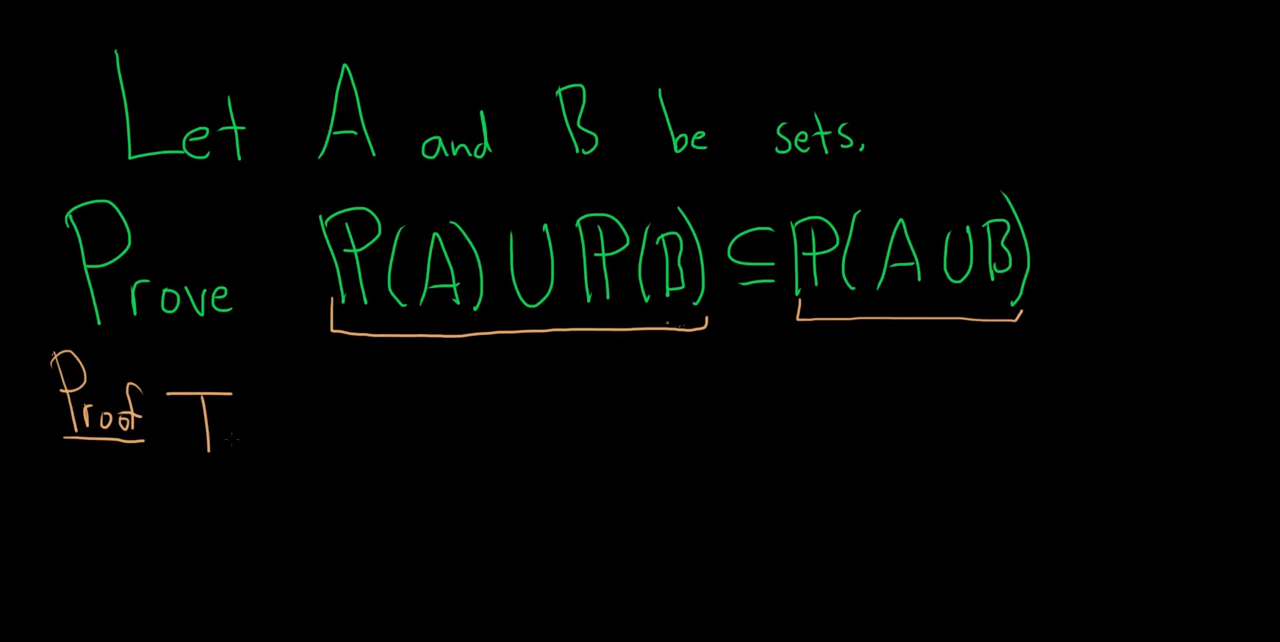 Let A and B be sets.
Prove ℙ(A) ∪ ℙ(B) ⊆ ℙ(A ∪ B)
Proof T